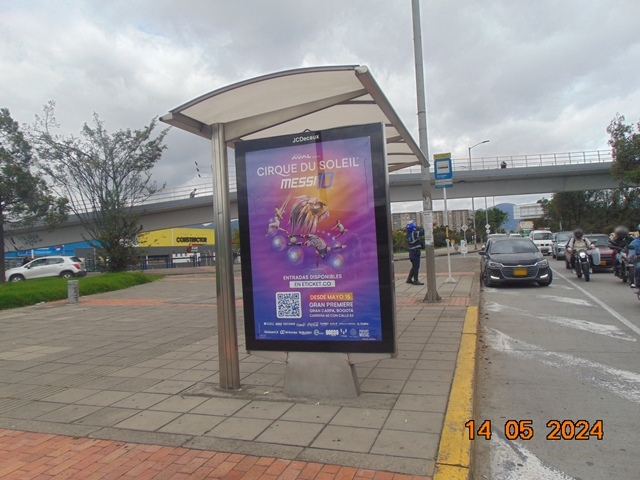 JCDecaux
CIRQUE DU SOLEIL
MESSI10
ENTRADAS DISPONIBLES
EN ETICKET.CO
DESDE MAYO 15
GRAN PREMIERE
GRAN CARPA, BOGOTÁ
CONSTRUCTOR
14 05 2024